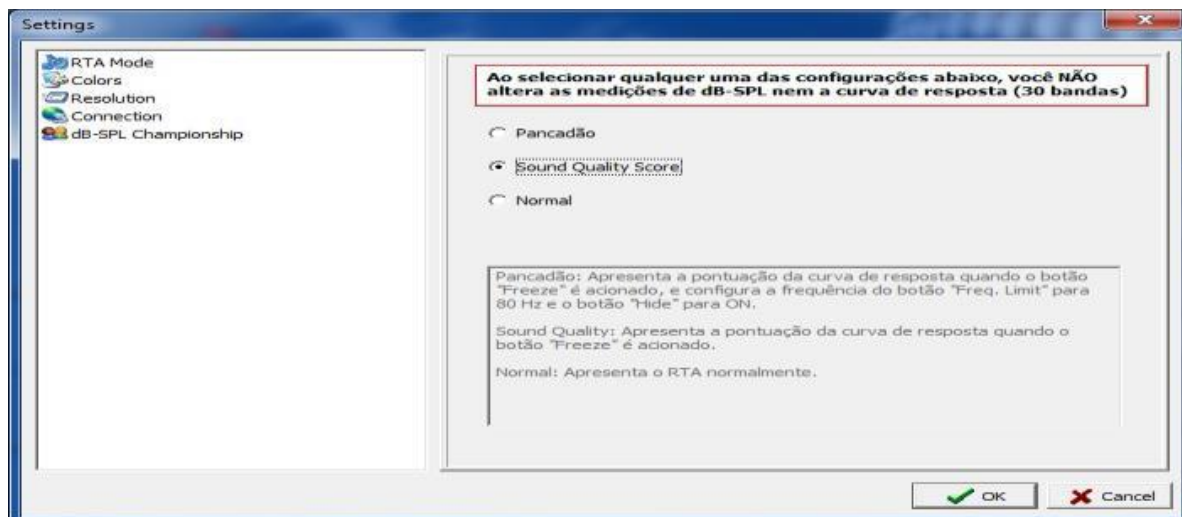 Settings
RTA Mode
Colors
Resolution
Connection
dB-SPL Championship
Ao selecionar qualquer uma das configurações abaixo, você NÃO
altera as medições de dB-SPL nem a curva de resposta (30 bandas)
Pancadão
Sound Quality Score
Normal
Pancadão: Apresenta a pontuação da curva de resposta quando o botão
"Freeze" é acionado, e configura a frequência do botão "Freq. Limit" para
80 Hz e o botão "Hide" para ON.
Sound Quality: Apresenta a pontuação da curva de resposta quando o
botão "Freeze" é acionado.
Normal: Apresenta o RTA normalmente.
OK
Cancel